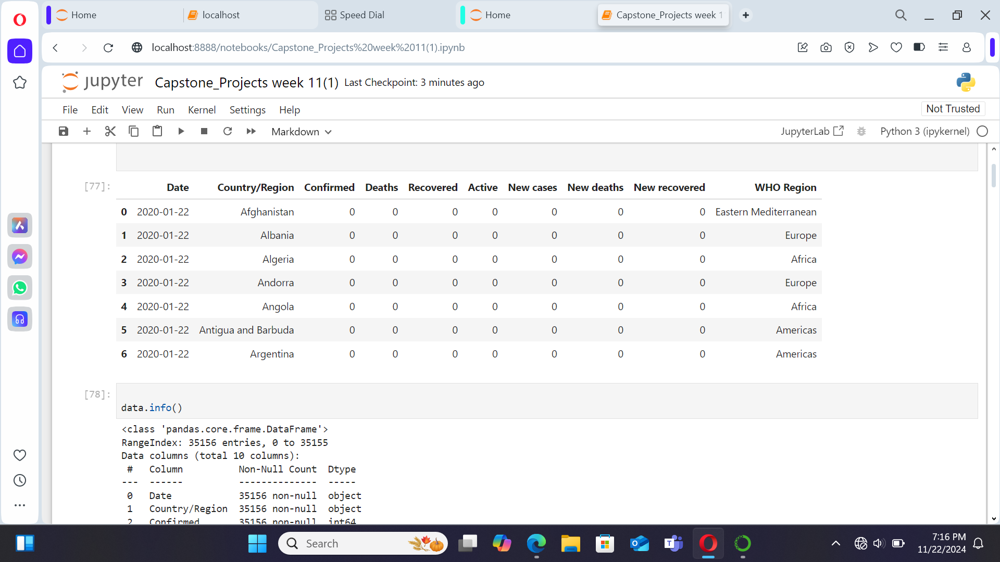 Home
localhost
Speed Dial
Home
Capstone_Projects week 1
localhost:8888/notebooks/Capstone_Projects%20week%2011(1).ipynb
jupyter Capstone_Projects week 11(1) Last Checkpoint: 3 minutes ago
File Edit View Run Kernel Settings Help
Not Trusted
Markdown
JupyterLab
Python 3 (ipykernel)
[77]:
Date Country/Region Confirmed Deaths Recovered Active New cases New deaths New recovered WHO Region
0 2020-01-22 Afghanistan 0 0 0 0 0 0 0 Eastern Mediterranean
1 2020-01-22 Albania 0 0 0 0 0 0 0 Europe
2 2020-01-22 Algeria 0 0 0 0 0 0 0 Africa
3 2020-01-22 Andorra 0 0 0 0 0 0 0 Europe
4 2020-01-22 Angola 0 0 0 0 0 0 0 Africa
5 2020-01-22 Antigua and Barbuda 0 0 0 0 0 0 0 Americas
6 2020-01-22 Argentina 0 0 0 0 0 0 0 Americas
[78]:
data.info()
<class 'pandas.core.frame.DataFrame'>
RangeIndex: 35156 entries, 0 to 35155
Data columns (total 10 columns):
# Column Non-Null Count Dtype
--- ------ -------------- -----
0 Date 35156 non-null object
1 Country/Region 35156 non-null object
2 Confirmed 35156 non-null int64
Search
7:16 PM
11/22/2024